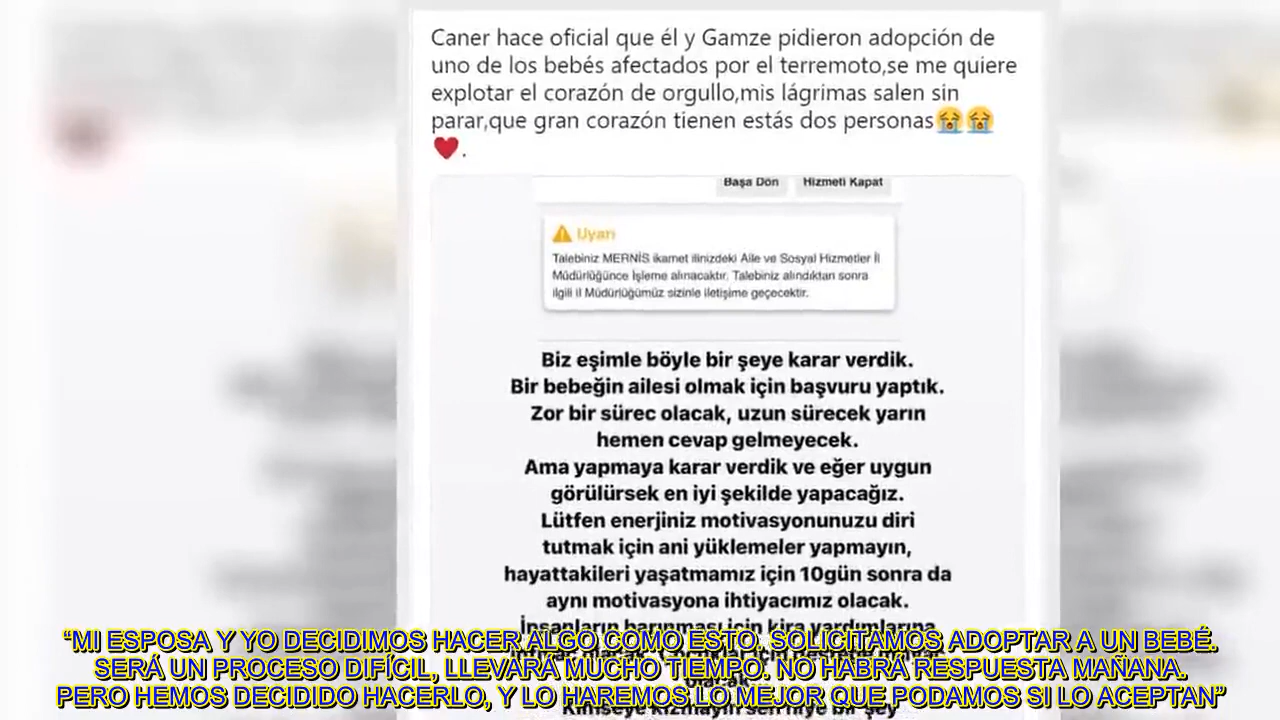 Caner hace oficial que él y Gamze pidieron adopción de
uno de los bebés afectados por el terremoto,se me quiere
explotar el corazón de orgullo,mis lágrimas salen sin
parar,que gran corazón tienen estás dos personas😭😭
❤️.
Başa Dön Hizmeti Kapat
Uyarı
Talebiniz MERNİS ikamet ilinizdeki Aile ve Sosyal Hizmetler İl
Müdürlüğünce işleme alınacaktır. Talebiniz alındıktan sonra
ilgili İl Müdürlüğümüz sizinle iletişime geçecektir.
Biz eşimle böyle bir şeye karar verdik.
Bir bebeğin ailesi olmak için başvuru yaptık.
Zor bir sürec olacak, uzun sürecek yarın
hemen cevap gelmeyecek.
Ama yapmaya karar verdik ve eğer uygun
görülürsek en iyi şekilde yapacağız.
Lütfen enerjiniz motivasyonunuzu diri
tutmak için ani yüklemeler yapmayın,
hayattakileri yaşatmamız için 10gün sonra da
aynı motivasyona ihtiyacımız olacak.
İnsanların barınması için kira yardımlarına
“MI ESPOSA Y YO DECIDIMOS HACER ALGO COMO ESTO. SOLICITAMOS ADOPTAR A UN BEBÉ.
SERÁ UN PROCESO DIFÍCIL, LLEVARÁ MUCHO TIEMPO. NO HABRÁ RESPUESTA MAÑANA.
PERO HEMOS DECIDIDO HACERLO, Y LO HAREMOS LO MEJOR QUE PODAMOS SI LO ACEPTAN”